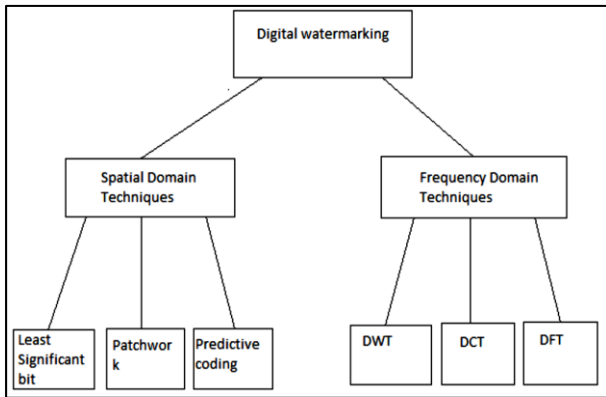 Digital watermarking
Spatial Domain
Techniques
Frequency Domain
Techniques
Least
Significant
bit
Patchwor
k
Predictive
coding
DWT
DCT
DFT